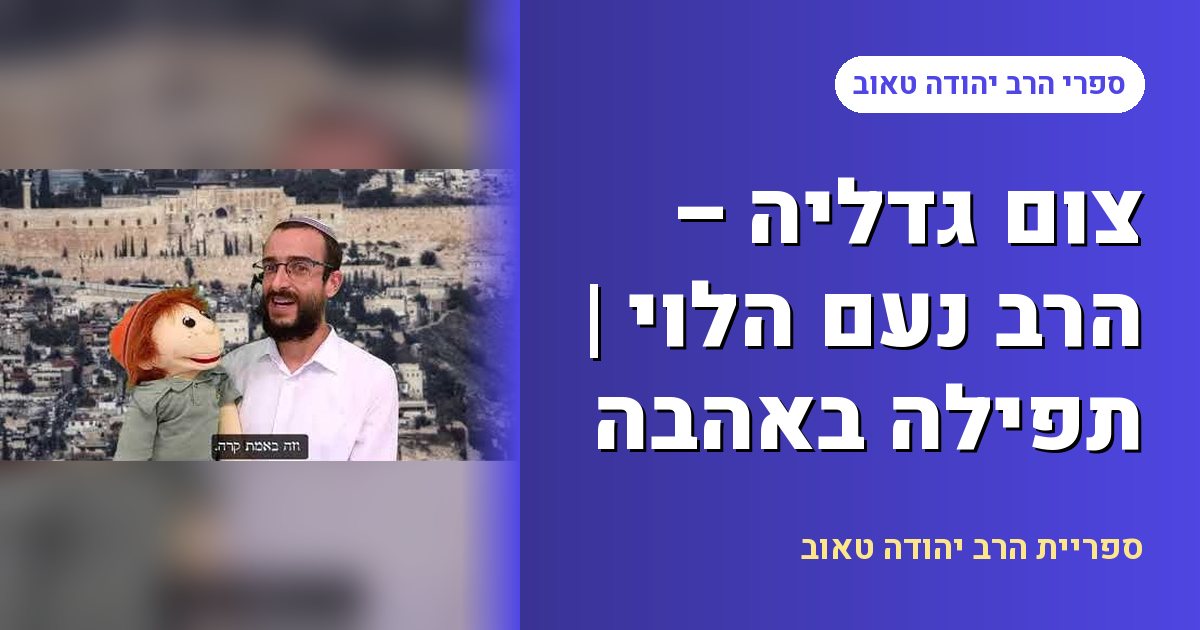 ספרי הרב יהודה טאוב
צום גדליה –
הרב נעם הלוי |
תפילה באהבה
ספריית הרב יהודה טאוב
וזה באמת קרה.